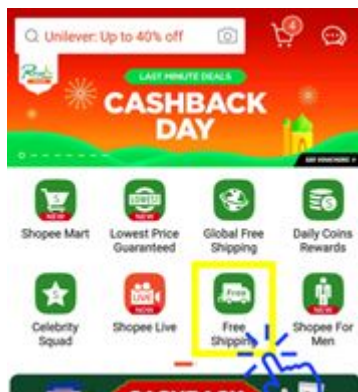 Unilever: Up to 40% off
4
LAST MINUTE DEALS
CASHBACK
DAY
NEW
LOWEST
Shopee Mart
Lowest Price
Guaranteed
Global Free
Shipping
Daily Coins
Rewards
LIVE
NEW
Free
NEW
Celebrity
Squad
Shopee Live
Free
Shipping
Shopee For
Men